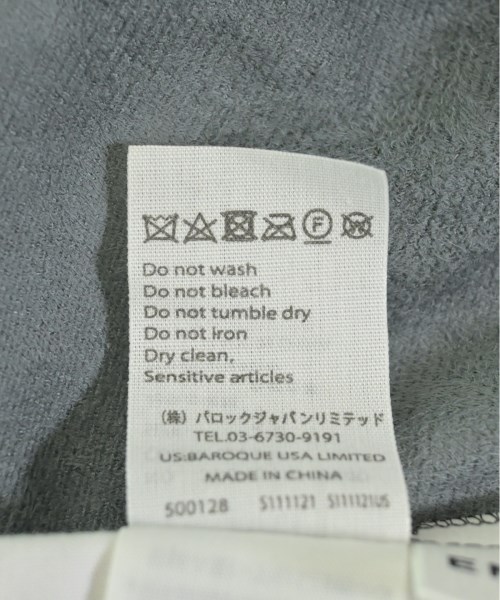 F W
Do not wash
Do not bleach
Do not tumble dry
Do not iron
Dry clean,
Sensitive articles
(株) バロックジャパンリミテッド
TEL.03-6730-9191
US:BAROQUE USA LIMITED
MADE IN CHINA
500128 S111121 S111121US